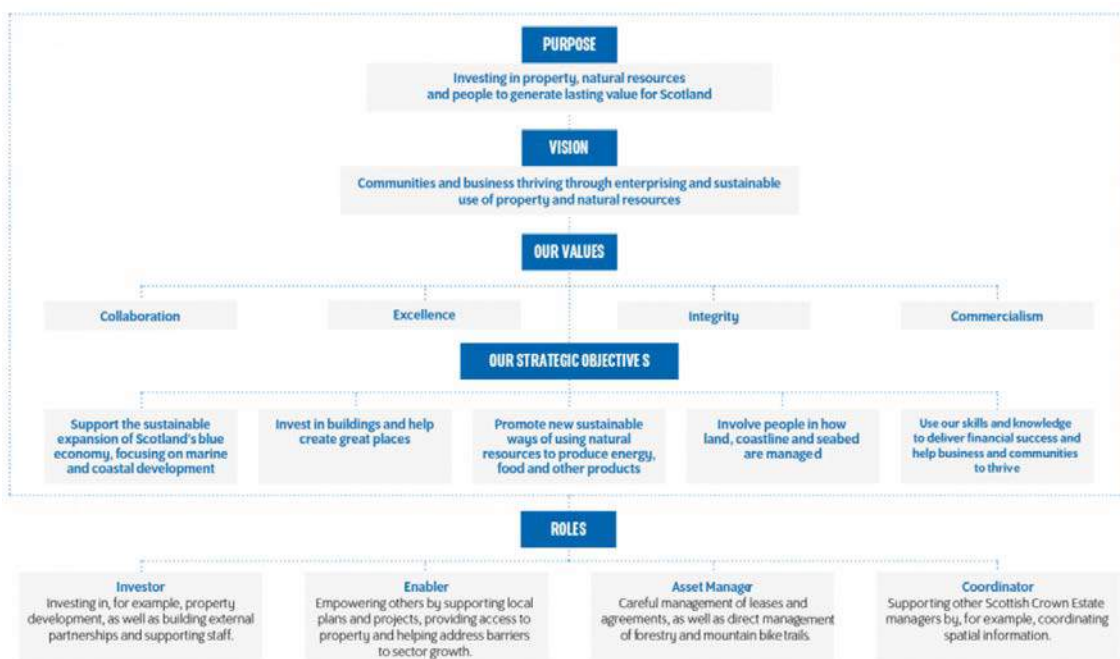 PURPOSE
Investing in property, natural resources
and people to generate lasting value for Scotland
VISION
Communities and business thriving through enterprising and sustainable
use of property and natural resources
OUR VALUES
Collaboration
Excellence
Integrity
Commercialism
OUR STRATEGIC OBJECTIVE S
Support the sustainable
expansion of Scotland's blue
economy, focusing on marine
and coastal development
Invest in buildings and help
create great places
Promote new sustainable
ways of using natural
resources to produce energy,
food and other products
Involve people in how
land, coastline and seabed
are managed
Use our skills and knowledge
to deliver financial success and
help business and communities
to thrive
ROLES
Investor
Investing in, for example, property
development, as well as building external
partnerships and supporting staff.
Enabler
Empowering others by supporting local
plans and projects, providing access to
property and helping address barriers
to sector growth.
Asset Manager
Careful management of leases and
agreements, as well as direct management
of forestry and mountain bike trails.
Coordinator
Supporting other Scottish Crown Estate
managers by, for example, coordinating
spatial information.